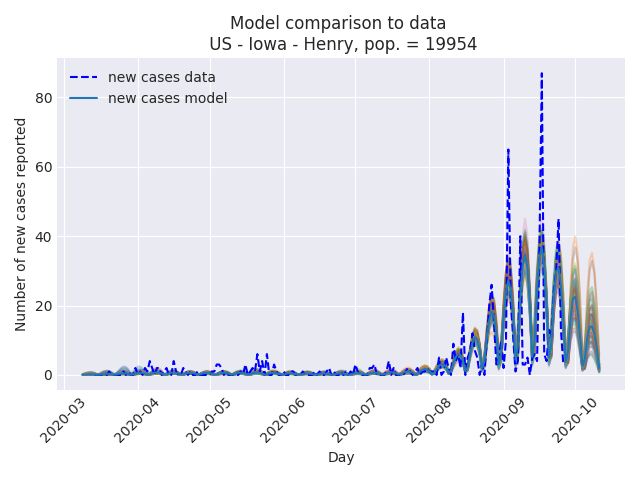 Model comparison to data
US - Iowa - Henry, pop. = 19954
new cases data
new cases model
Number of new cases reported
80
60
40
20
0
2020-03
2020-04
2020-05
2020-06
2020-07
2020-08
2020-09
2020-10
Day